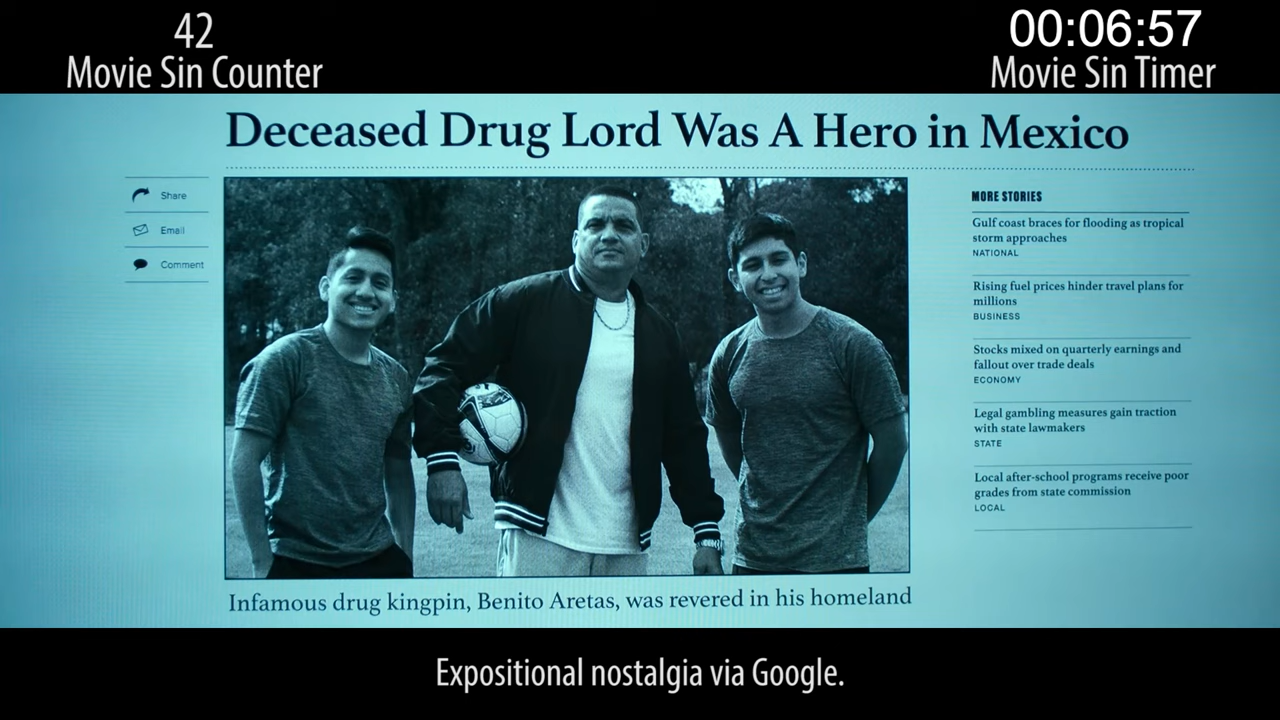 42
Movie Sin Counter
00:06:57
Movie Sin Timer
Deceased Drug Lord Was A Hero in Mexico
Share
Email
Comment
MORE STORIES
Gulf coast braces for flooding as tropical
storm approaches
NATIONAL
Rising fuel prices hinder travel plans for
millions
BUSINESS
Stocks mixed on quarterly earnings and
fallout over trade deals
ECONOMY
Legal gambling measures gain traction
with state lawmakers
STATE
Local after-school programs receive poor
grades from state commission
LOCAL
Infamous drug kingpin, Benito Aretas, was revered in his homeland
Expositional nostalgia via Google.